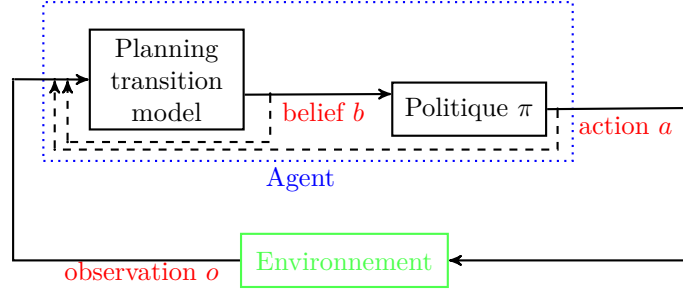 Planning
transition
model
belief b
Politique π
action a
Agent
Environnement
observation o